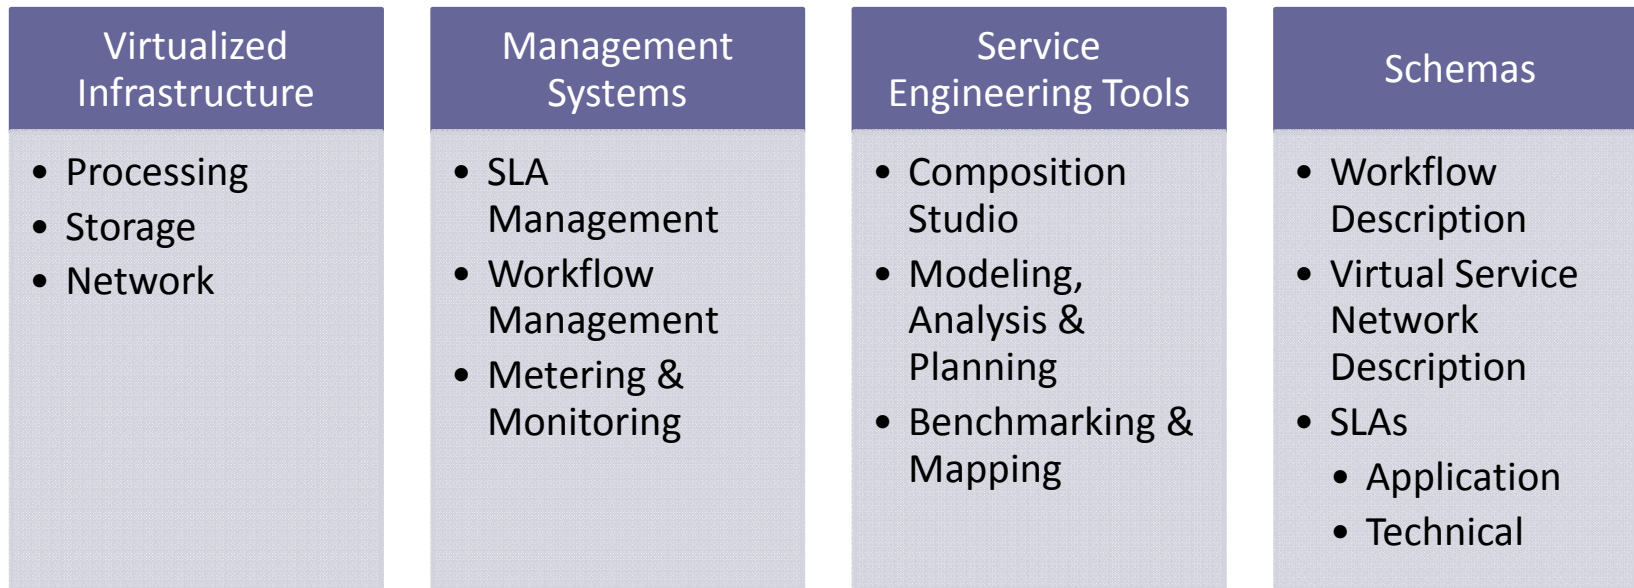 Virtualized
Infrastructure
• Processing
• Storage
• Network
Management
Systems
• SLA
Management
• Workflow
Management
• Metering &
Monitoring
Service
Engineering Tools
• Composition
Studio
• Modeling,
Analysis &
Planning
• Benchmarking &
Mapping
Schemas
• Workflow
Description
• Virtual Service
Network
Description
• SLAs
• Application
• Technical